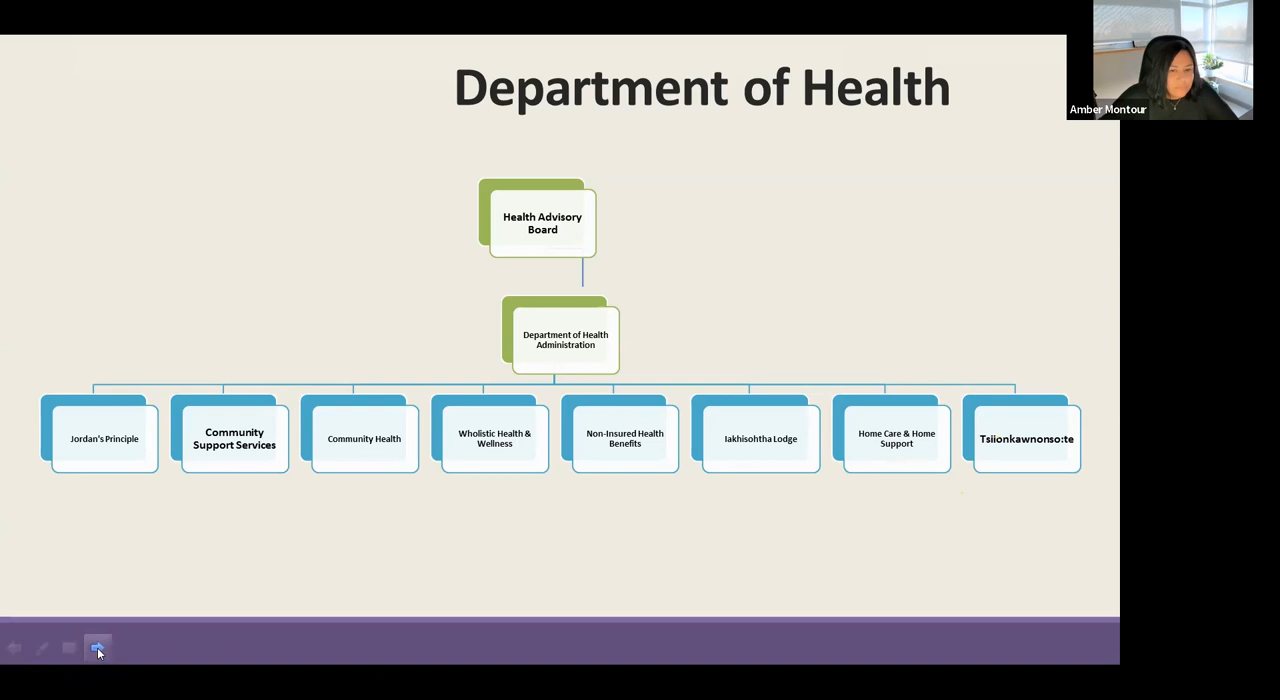 Department of Health
Amber Montour
Health Advisory
Board
Department of Health
Administration
Jordan's Principle
Community
Support Services
Community Health
Wholistic Health &
Wellness
Non-Insured Health
Benefits
Iakhisohtha Lodge
Home Care & Home
Support
Tsiionkawnonso:te